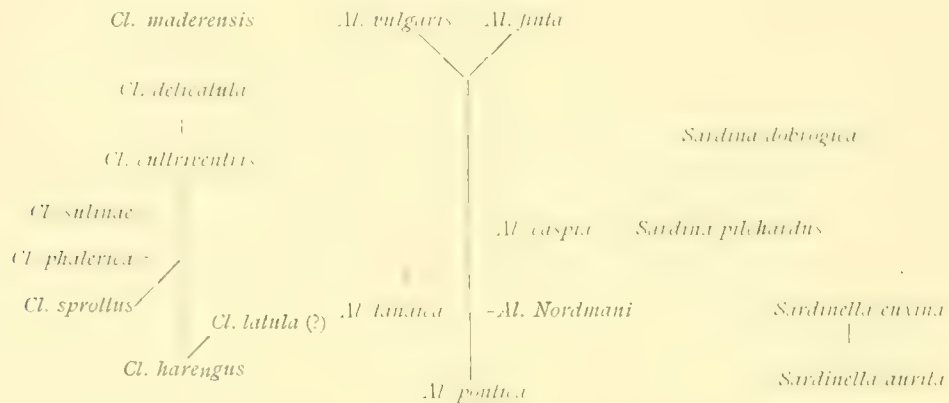 Cl. maderensis
Al. vulgaris Al. finta
Cl. delicatula
Sardina dobrogica
Cl. cultriventris
Cl. sulinae
Al. caspia Sardina pilchardus
Cl. phalerica
Cl. sprottus
Al. tanaica Al. Nordmani Sardinella euxina
Cl. latula (?)
Cl. harengus
Al. pontica Sardinella aurita